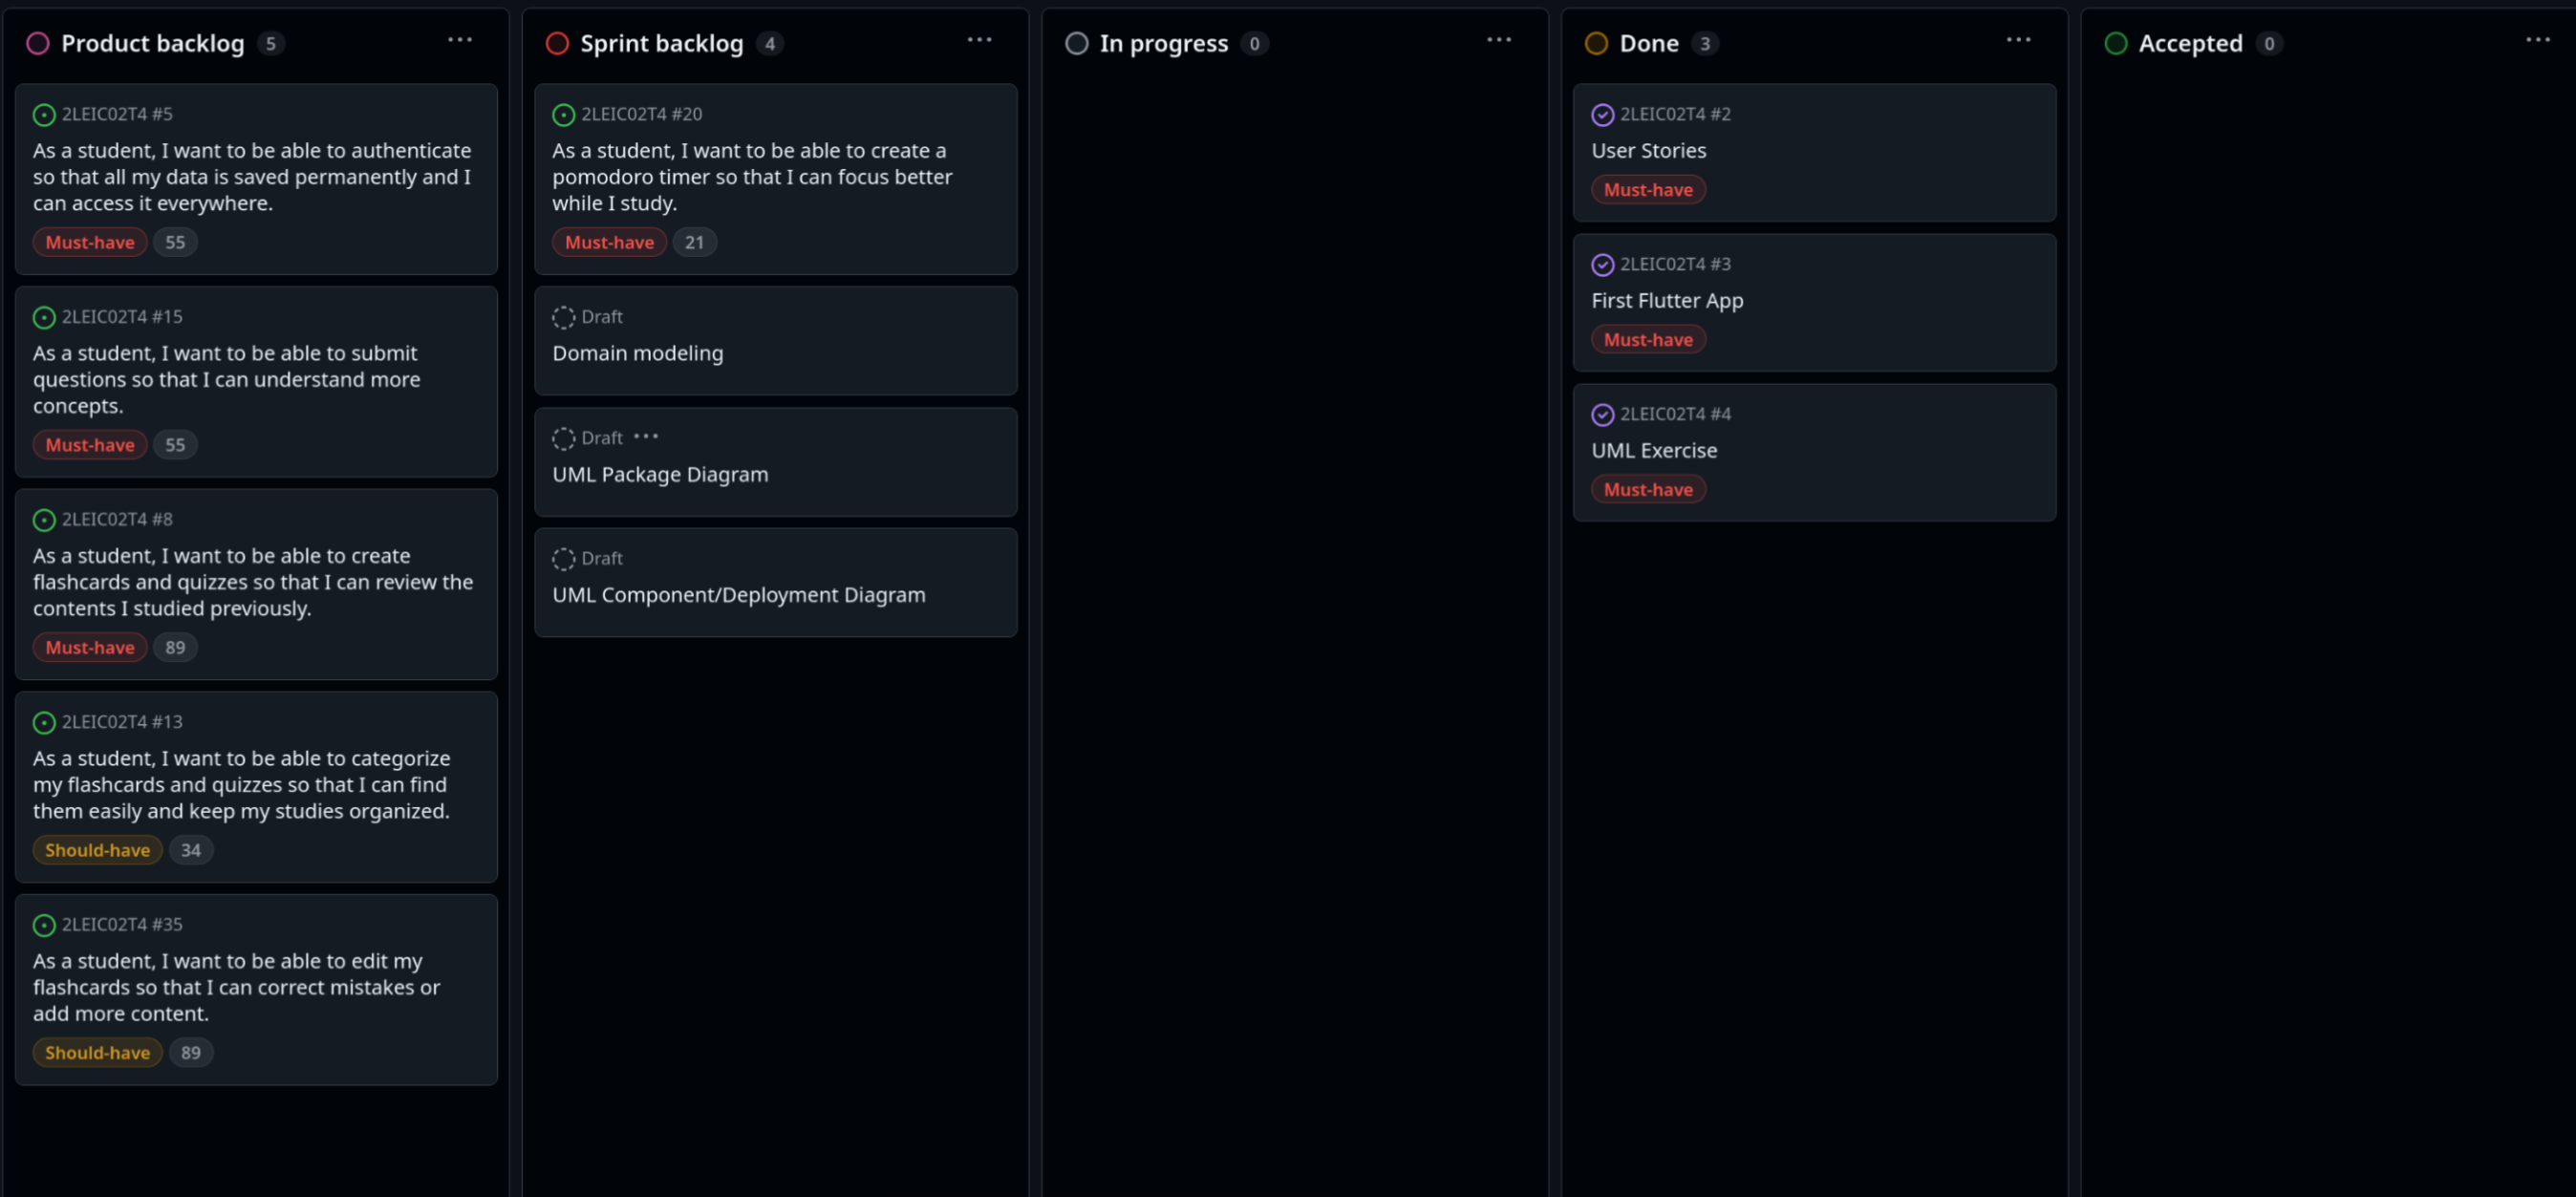 Product backlog 5
2LEIC02T4 #5
As a student, I want to be able to authenticate
so that all my data is saved permanently and I
can access it everywhere.
Must-have 55
2LEIC02T4 #15
As a student, I want to be able to submit
questions so that I can understand more
concepts.
Must-have 55
2LEIC02T4 #8
As a student, I want to be able to create
flashcards and quizzes so that I can review the
contents I studied previously.
Must-have 89
2LEIC02T4 #13
As a student, I want to be able to categorize
my flashcards and quizzes so that I can find
them easily and keep my studies organized.
Should-have 34
2LEIC02T4 #35
As a student, I want to be able to edit my
flashcards so that I can correct mistakes or
add more content.
Should-have 89
Sprint backlog 4
2LEIC02T4 #20
As a student, I want to be able to create a
pomodoro timer so that I can focus better
while I study.
Must-have 21
Draft
Domain modeling
Draft
UML Package Diagram
Draft
UML Component/Deployment Diagram
In progress 0
Done 3
2LEIC02T4 #2
User Stories
Must-have
2LEIC02T4 #3
First Flutter App
Must-have
2LEIC02T4 #4
UML Exercise
Must-have
Accepted 0